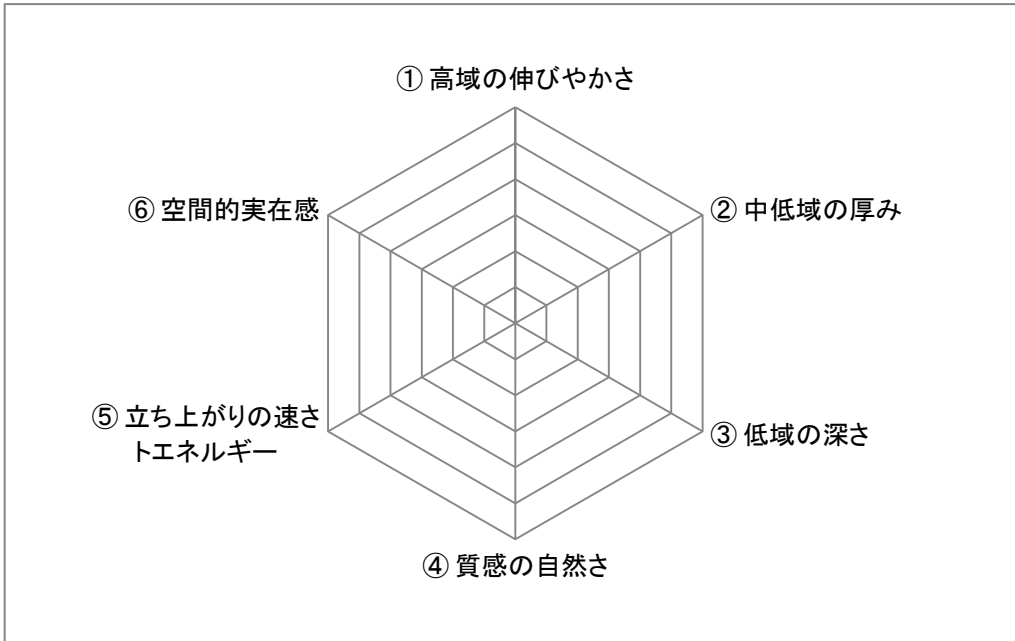 ① 高域の伸びやかさ
② 中低域の厚み
③ 低域の深さ
④ 質感の自然さ
⑤ 立ち上がりの速さ
トエネルギー
⑥ 空間的実在感